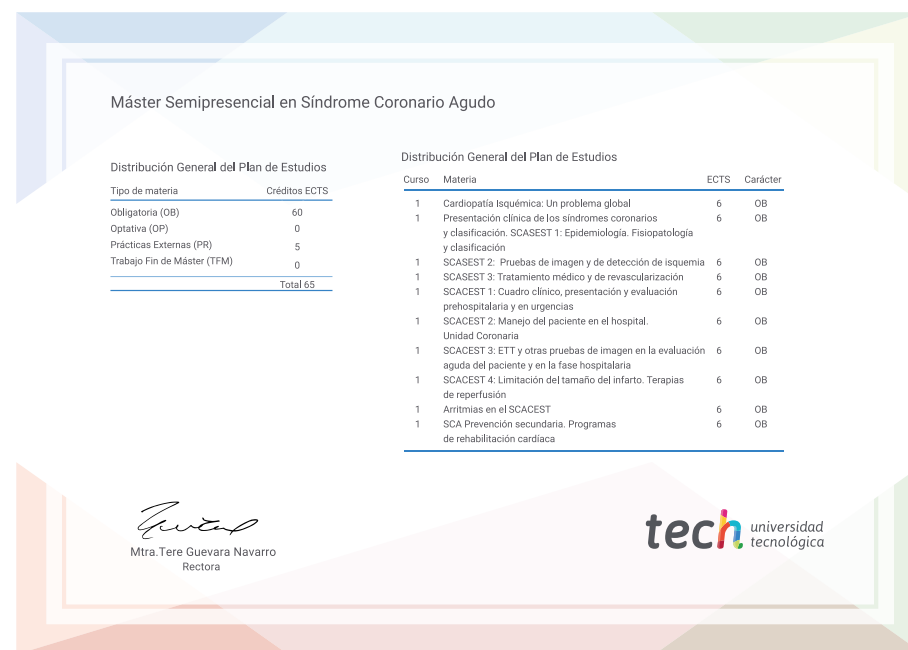 Máster Semipresencial en Síndrome Coronario Agudo
Distribución General del Plan de Estudios
Tipo de materia Créditos ECTS
Obligatoria (OB) 60
Optativa (OP) 0
Prácticas Externas (PR) 5
Trabajo Fin de Máster (TFM) 0
Total 65
Distribución General del Plan de Estudios
Curso Materia ECTS Carácter
1 Cardiopatía Isquémica: Un problema global 6 OB
1 Presentación clínica de los síndromes coronarios 6 OB
y clasificación. SCASEST 1: Epidemiología. Fisiopatología
y clasificación
1 SCASEST 2: Pruebas de imagen y de detección de isquemia 6 OB
1 SCASEST 3: Tratamiento médico y de revascularización 6 OB
1 SCACEST 1: Cuadro clínico, presentación y evaluación 6 OB
prehospitalaria y en urgencias
1 SCACEST 2: Manejo del paciente en el hospital. 6 OB
Unidad Coronaria
1 SCACEST 3: ETT y otras pruebas de imagen en la evaluación 6 OB
aguda del paciente y en la fase hospitalaria
1 SCACEST 4: Limitación del tamaño del infarto. Terapias 6 OB
de reperfusión
1 Arritmias en el SCACEST 6 OB
1 SCA Prevención secundaria. Programas 6 OB
de rehabilitación cardíaca
Mtra.Tere Guevara Navarro
Rectora
tech universidad
tecnológica